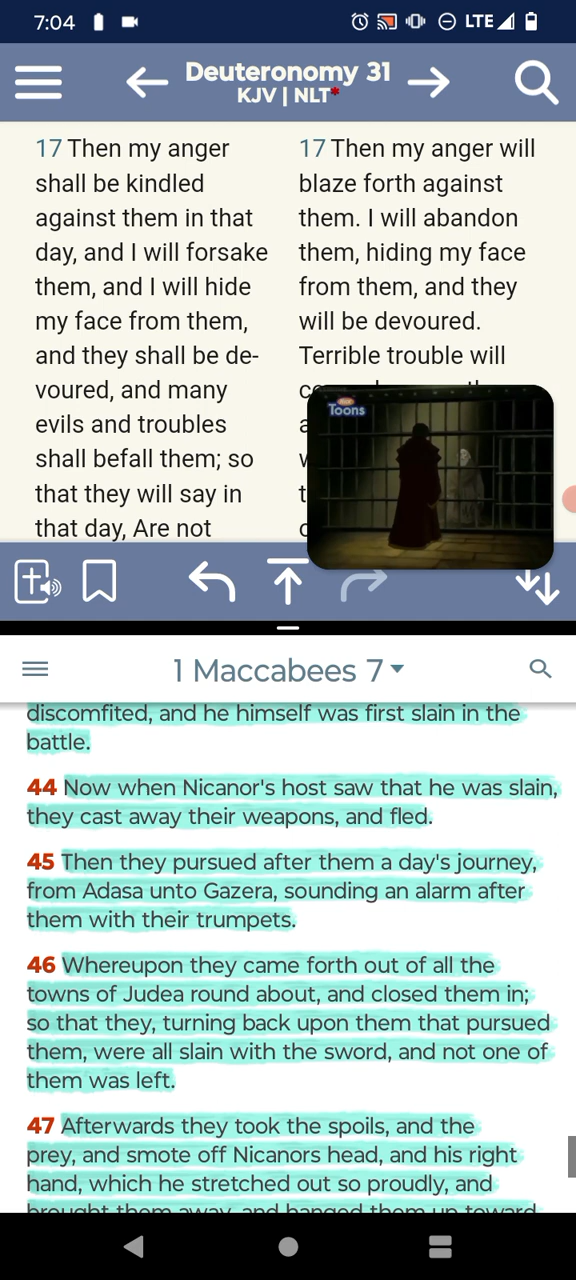 7:04
LTE
Deuteronomy 31
KJV | NLT*
17 Then my anger
shall be kindled
against them in that
day, and I will forsake
them, and I will hide
my face from them,
and they shall be de-
voured, and many
evils and troubles
shall befall them; so
that they will say in
that day, Are not
17 Then my anger will
blaze forth against
them. I will abandon
them, hiding my face
from them, and they
will be devoured.
Terrible trouble will
Toons
1 Maccabees 7
discomfited, and he himself was first slain in the
battle.
44 Now when Nicanor's host saw that he was slain,
they cast away their weapons, and fled.
45 Then they pursued after them a day's journey,
from Adasa unto Gazera, sounding an alarm after
them with their trumpets.
46 Whereupon they came forth out of all the
towns of Judea round about, and closed them in;
so that they, turning back upon them that pursued
them, were all slain with the sword, and not one of
them was left.
47 Afterwards they took the spoils, and the
prey, and smote off Nicanors head, and his right
hand, which he stretched out so proudly, and
brought them away, and hanged them up toward